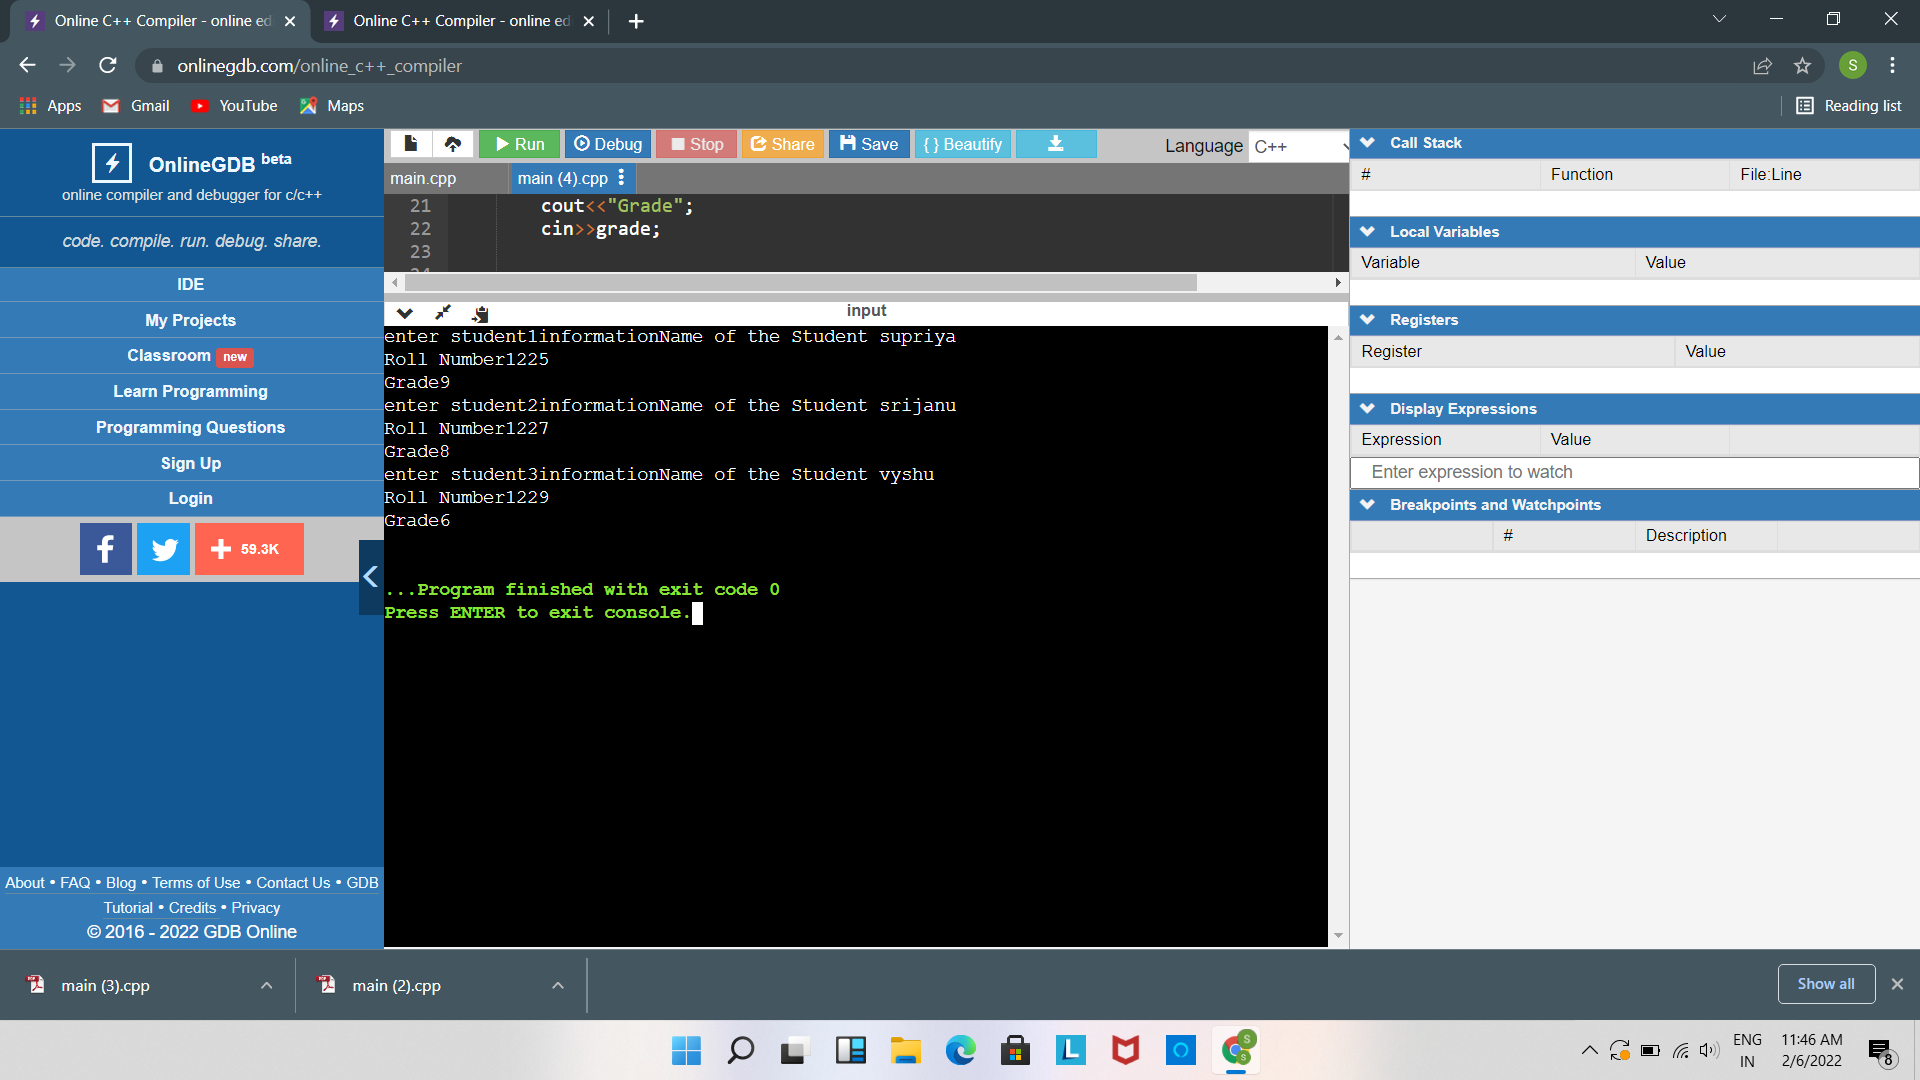 Online C++ Compiler - online ed
Online C++ Compiler - online ed
onlinegdb.com/online_c++_compiler
S
Apps
Gmail
YouTube
Maps
Reading list
OnlineGDB beta
online compiler and debugger for c/c++
code. compile. run. debug. share.
IDE
My Projects
Classroom new
Learn Programming
Programming Questions
Sign Up
Login
59.3K
About • FAQ • Blog • Terms of Use • Contact Us • GDB
Tutorial • Credits • Privacy
© 2016 - 2022 GDB Online
Run
Debug
Stop
Share
Save
{ } Beautify
Language C++
main.cpp
main (4).cpp
21 cout<<"Grade";
22 cin>>grade;
23
24
input
enter student1informationName of the Student supriya
Roll Number1225
Grade9
enter student2informationName of the Student srijanu
Roll Number1227
Grade8
enter student3informationName of the Student vyshu
Roll Number1229
Grade6
...Program finished with exit code 0
Press ENTER to exit console.
Call Stack
# Function File:Line
Local Variables
Variable Value
Registers
Register Value
Display Expressions
Expression Value
Enter expression to watch
Breakpoints and Watchpoints
# Description
main (3).cpp
main (2).cpp
Show all
ENG
IN
11:46 AM
2/6/2022
8